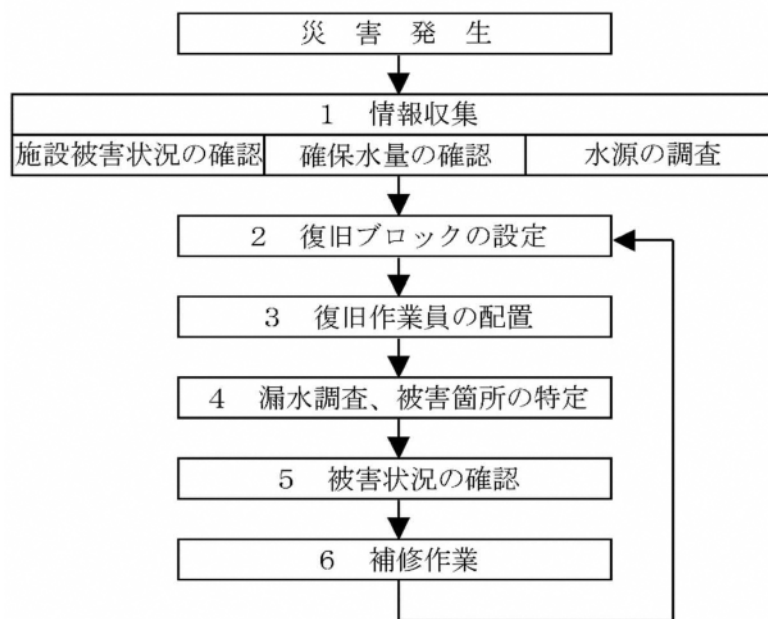 災 害 発 生
1 情報収集
施設被害状況の確認
確保水量の確認
水源の調査
2 復旧ブロックの設定
3 復旧作業員の配置
4 漏水調査、被害箇所の特定
5 被害状況の確認
6 補修作業